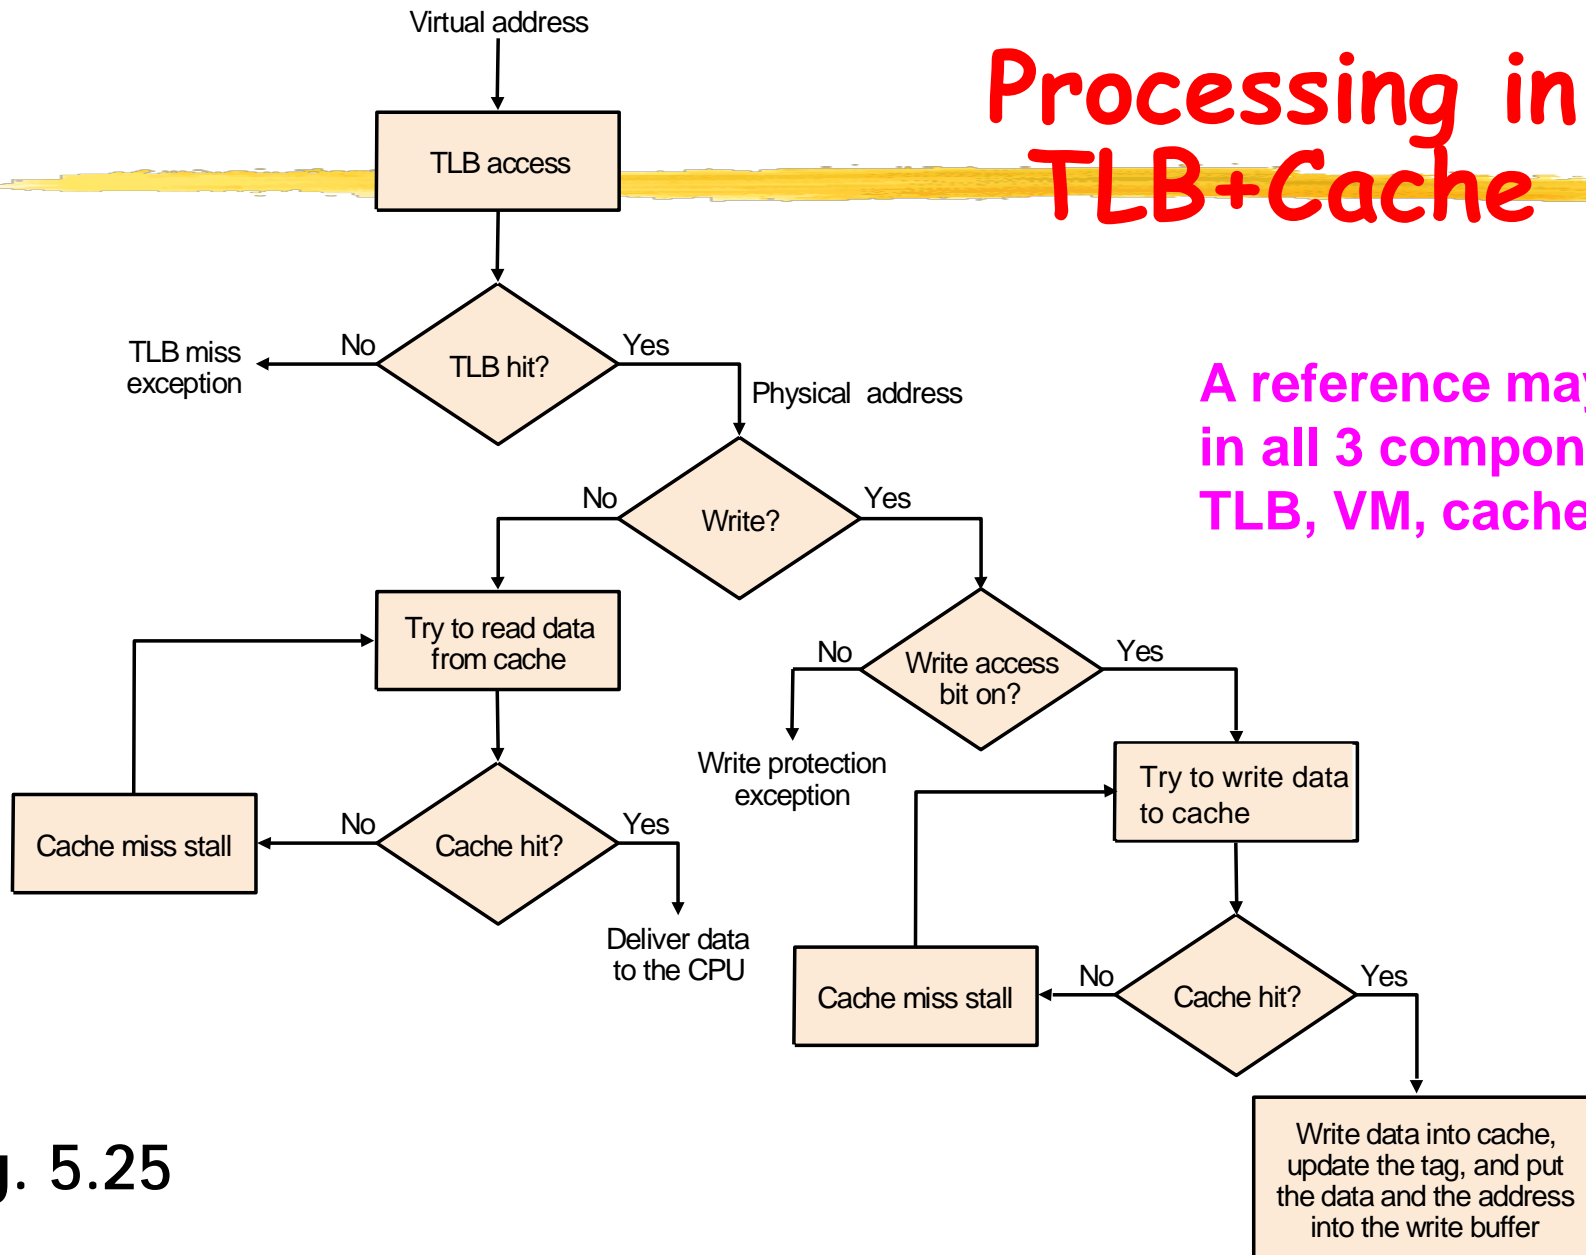 Virtual address
Processing in
TLB+Cache
TLB access
TLB hit?
No
Yes
TLB miss
exception
Physical address
A reference may
in all 3 compon
TLB, VM, cache
Write?
No
Yes
Try to read data
from cache
Write access
bit on?
No
Yes
Write protection
exception
Try to write data
to cache
Cache miss stall
No
Cache hit?
Yes
Deliver data
to the CPU
Cache miss stall
No
Cache hit?
Yes
Write data into cache,
update the tag, and put
the data and the address
into the write buffer
. 5.25